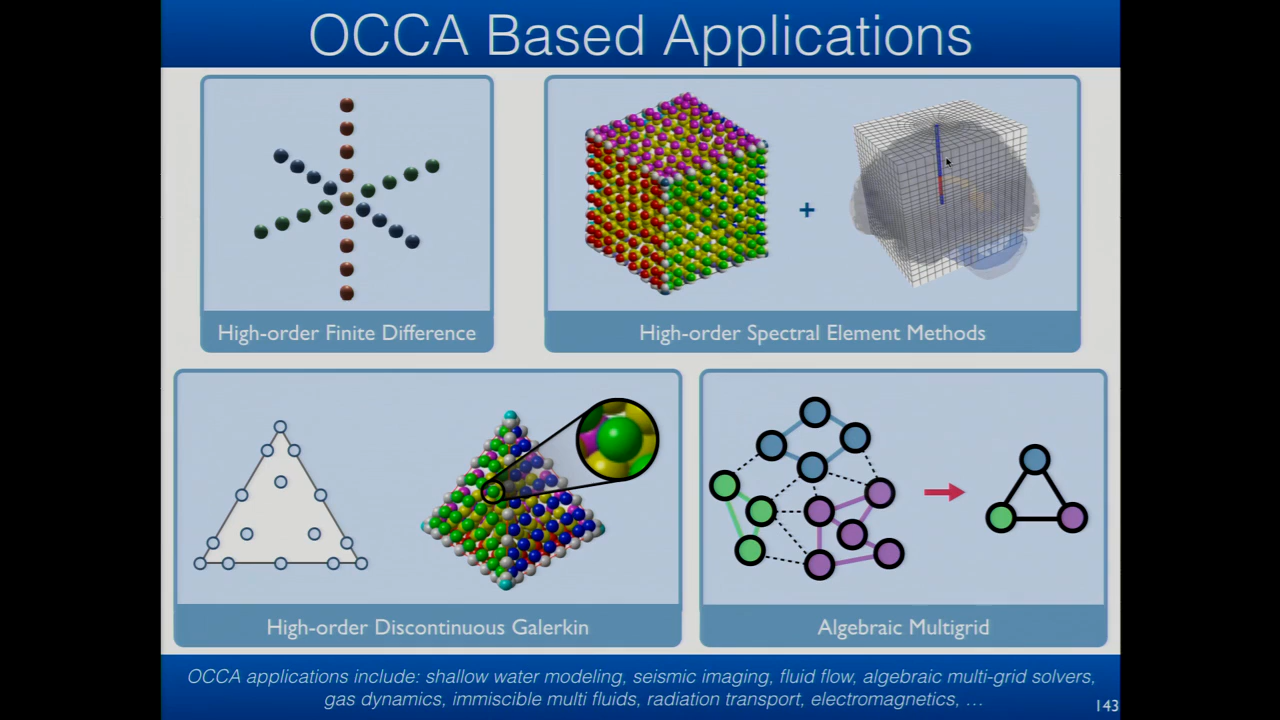 OCCA Based Applications
+
High-order Finite Difference
High-order Spectral Element Methods
High-order Discontinuous Galerkin
Algebraic Multigrid
OCCA applications include: shallow water modeling, seismic imaging, fluid flow, algebraic multi-grid solvers,
gas dynamics, immiscible multi fluids, radiation transport, electromagnetics, …
143